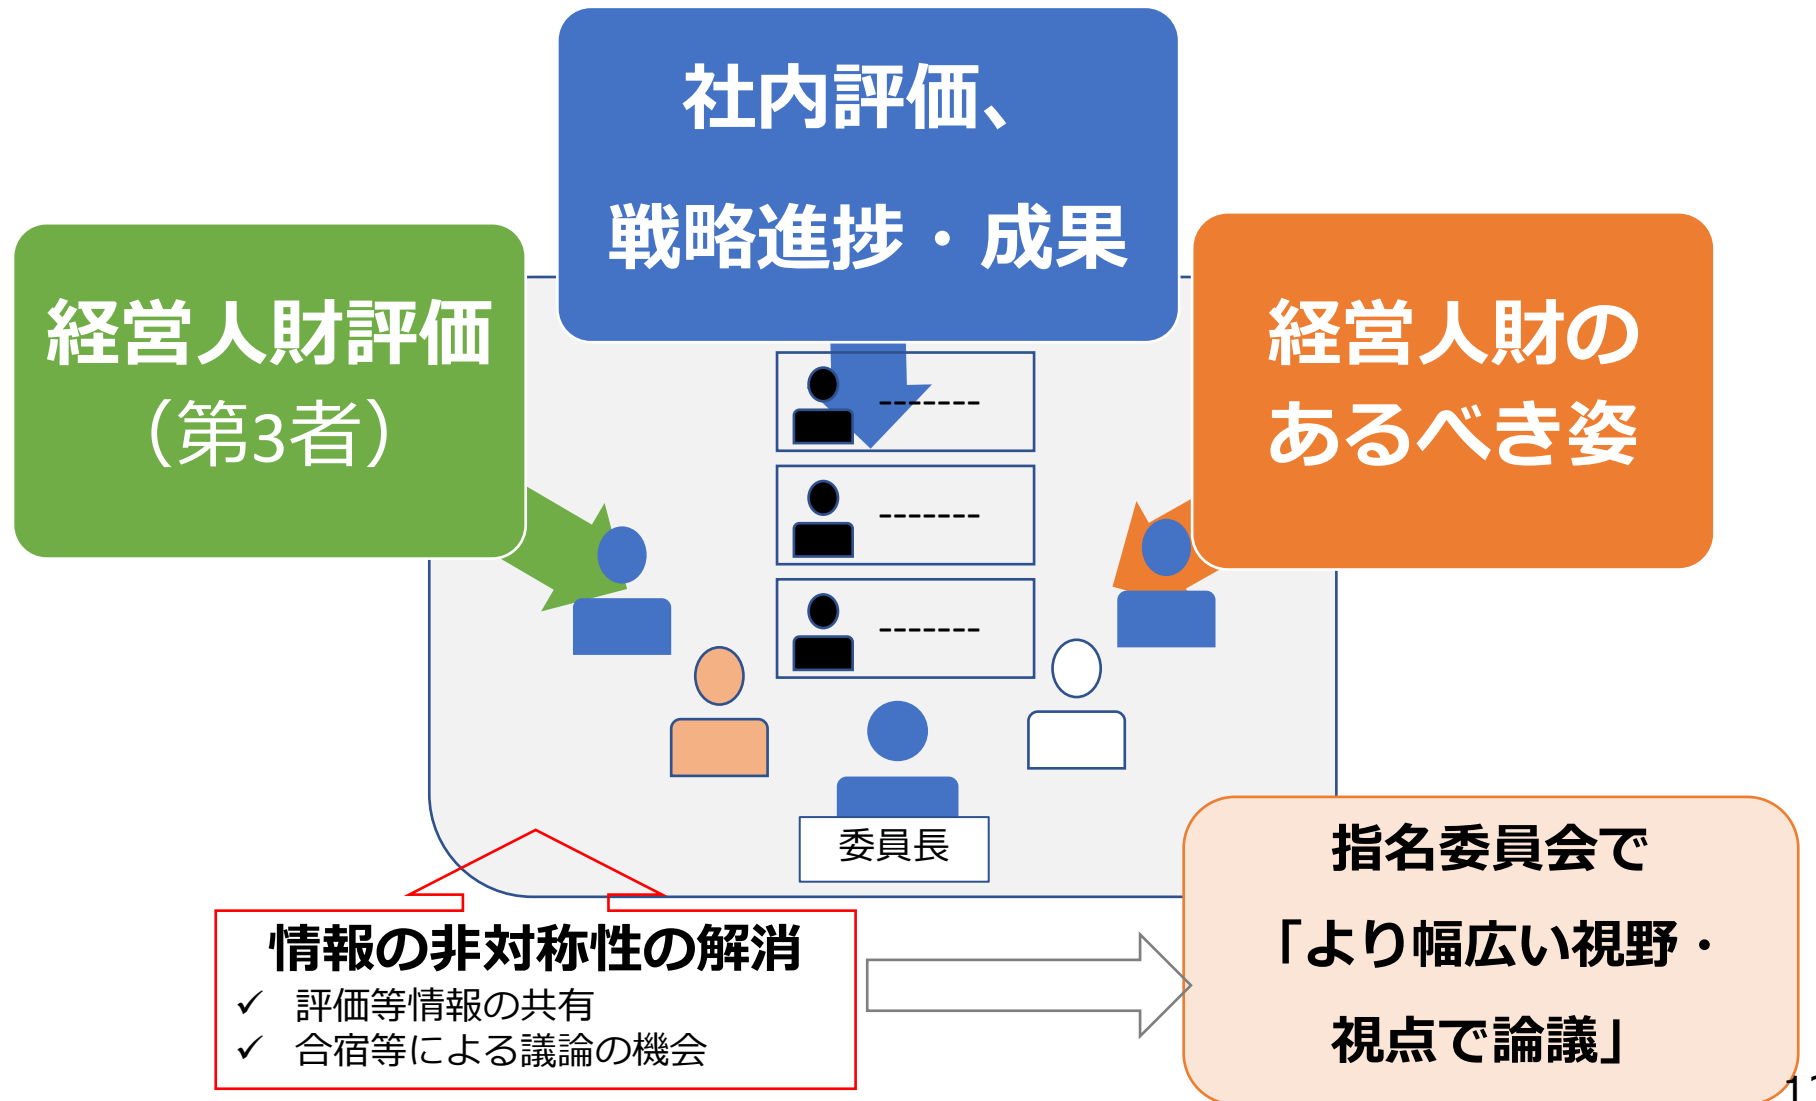 社内評価、
戦略進捗・成果
経営人財評価
（第3者）
経営人財の
あるべき姿
--------
--------
--------
委員長
情報の非対称性の解消
✓ 評価等情報の共有
✓ 合宿等による議論の機会
指名委員会で
「より幅広い視野・
視点で論議」